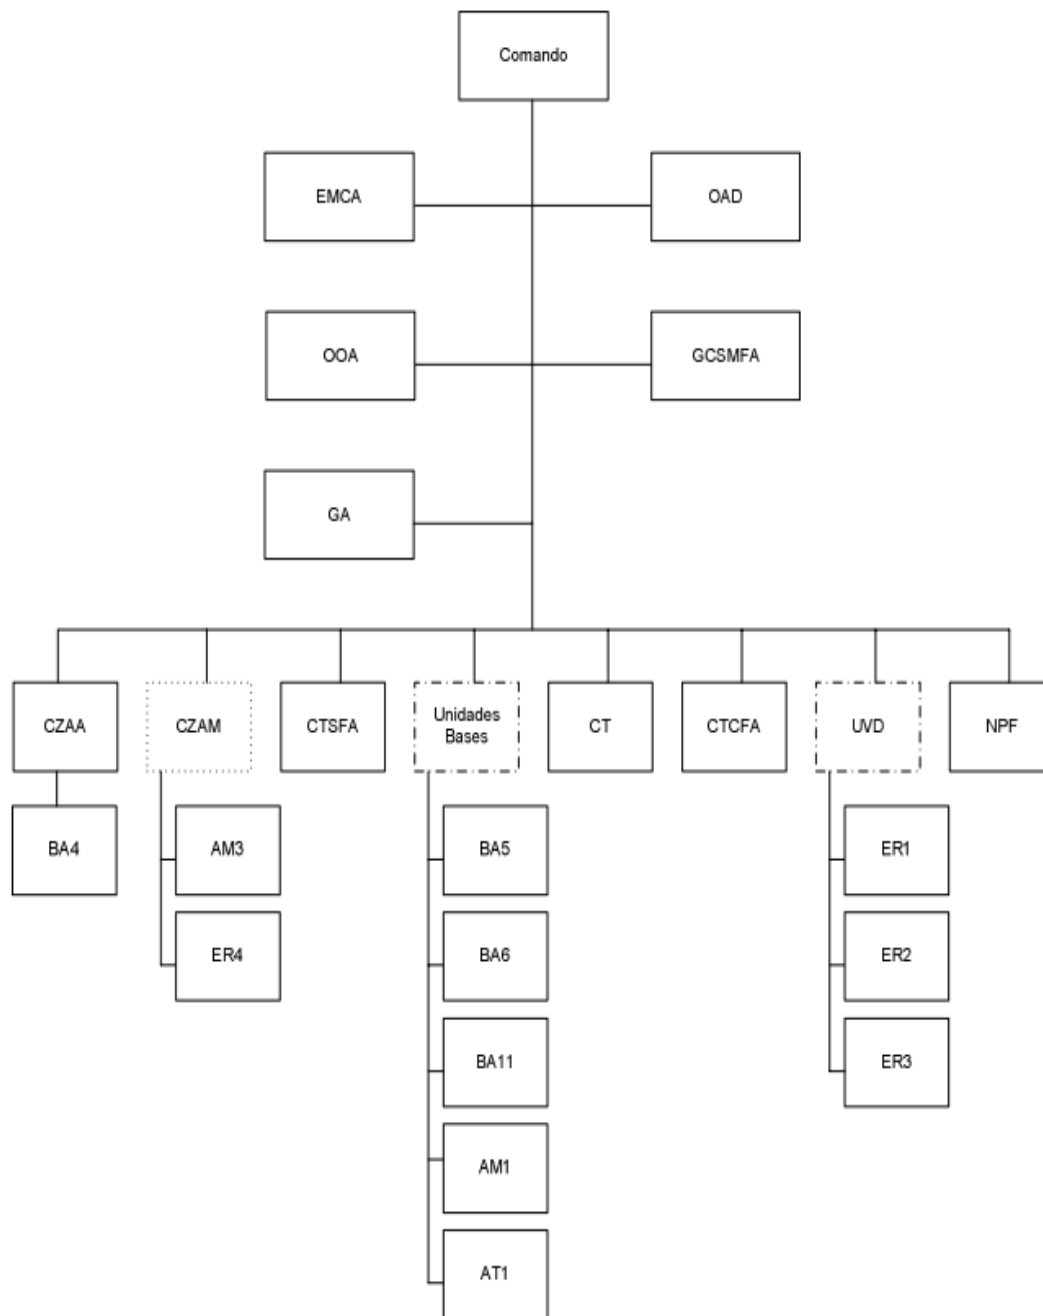 Comando
EMCA
OAD
OOA
GCSMFA
GA
CZAA
CZAM
CTSFA
Unidades
Bases
CT
CTCFA
UVD
NPF
BA4
AM3
BA5
ER1
ER4
BA6
ER2
BA11
ER3
AM1
AT1